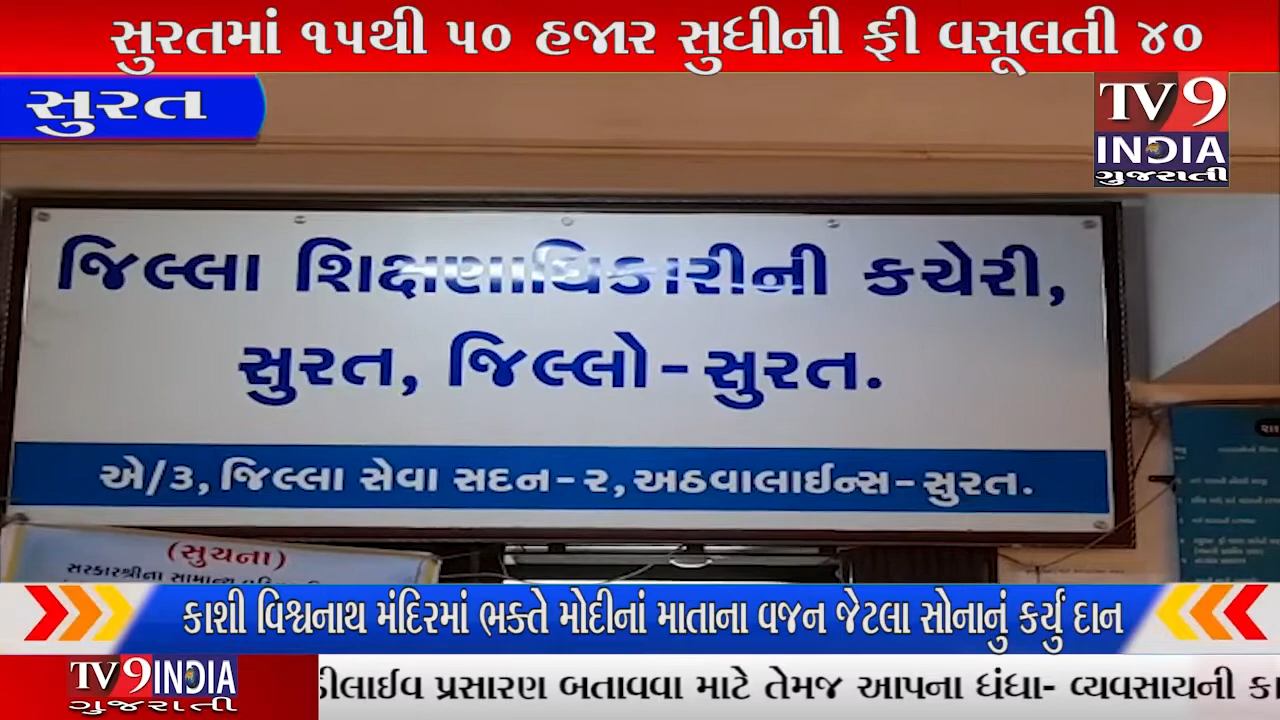 સુરતમાં ૧૫થી ૫૦ હજાર સુધીની ફી વસૂલતી ૪૦
સુરત
TV9
INDIA
ગુજરાતી
જિલ્લા શિક્ષણાધિકારીની કચેરી,
સુરત, જિલ્લો-સુરત.
એ/૩, જિલ્લા સેવા સદન-૨, અઠવાલાઈન્સ-સુરત.
(સુચના)
સરકારશ્રીના સામાન્ય
કાશી વિશ્વનાથ મંદિરમાં ભક્તે મોદીનાં માતાના વજન જેટલા સોનાનું કર્યું દાન
TV9INDIA
ગુજરાતી
ડીલાઈવ પ્રસારણ બતાવવા માટે તેમજ આપના ધંધા- વ્યવસાયની કા